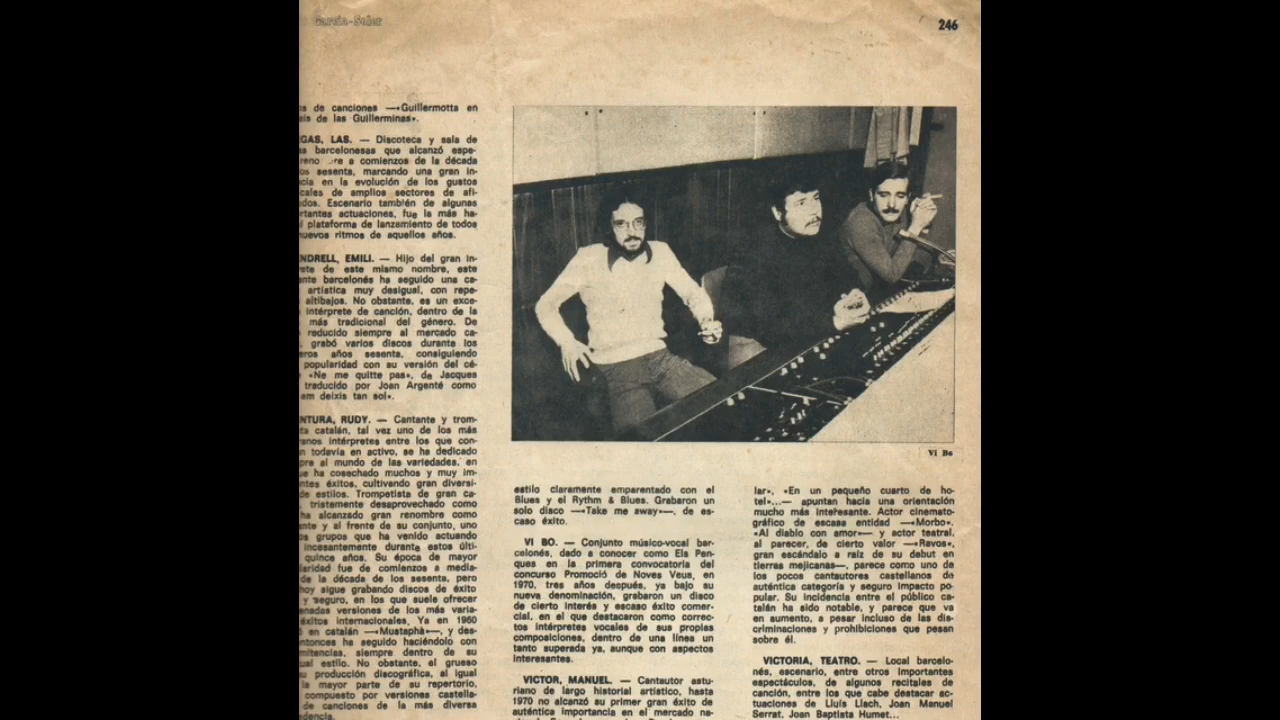 García-Soler
246
s de canciones —«Guillermotta en
eis de las Guillerminas».
GAS, LAS. — Discoteca y sala de
s barcelonesas que alcanzó espe-
reno re a comienzos de la década
os sesenta, marcando una gran in-
cia en la evolución de los gustos
cales de amplios sectores de afi-
dos. Escenario también de algunas
rtantes actuaciones, fue la más ha-
l plataforma de lanzamiento de todos
nuevos ritmos de aquellos años.
NDRELL, EMILI. — Hijo del gran in-
rete de este mismo nombre, este
ante barcelonés ha seguido una ca-
artística muy desigual, con repe-
altibajos. No obstante, es un exce-
intérprete de canción, dentro de la
más tradicional del género. De
reducido siempre al mercado ca-
, grabó varios discos durante los
eros años sesenta, consiguiendo
popularidad con su versión del cé-
«Ne me quitte pas», de Jacques
traducido por Joan Argenté como
em deixis tan sol».
NTURA, RUDY. — Cantante y trom-
ta catalán, tal vez uno de los más
ranos intérpretes entre los que con-
n todavía en activo, se ha dedicado
pre al mundo de las variedades, en
ue ha cosechado muchos y muy im-
ntes éxitos, cultivando gran diversi-
de estilos. Trompetista de gran ca-
, tristemente desaprovechado como
ha alcanzado gran renombre como
ante y al frente de su conjunto, uno
os grupos que ha venido actuando
incesantemente durante estos últi-
quince años. Su época de mayor
laridad fue de comienzos a media-
de la década de los sesenta, pero
hoy sigue grabando discos de éxito
y seguro, en los que suele ofrecer
enadas versiones de los más varia-
éxitos internacionales. Ya en 1960
ó en catalán —«Mustaphà»—, y des-
entonces ha seguido haciéndolo con
mitencias, siempre dentro de su
ual estilo. No obstante, el grueso
u producción discográfica, al igual
la mayor parte de su repertorio,
compuesto por versiones castella-
de canciones de la más diversa
dencia.
Vi Bo
estilo claramente emparentado con el
Blues y el Rythm & Blues. Grabaron un
solo disco —«Take me away»—, de es-
caso éxito.
VI BO. — Conjunto músico-vocal bar-
celonés, dado a conocer como Els Pen-
ques en la primera convocatoria del
concurso Promoció de Noves Veus, en
1970, tres años después, ya bajo su
nueva denominación, grabaron un disco
de cierto interés y escaso éxito comer-
cial, en el que destacaron como correc-
tos intérpretes vocales de sus propias
composiciones, dentro de una línea un
tanto superada ya, aunque con aspectos
interesantes.
VICTOR, MANUEL. — Cantautor astu-
riano de largo historial artístico, hasta
1970 no alcanzó su primer gran éxito de
auténtica importancia en el mercado na-
lar», «En un pequeño cuarto de ho-
tel»...— apuntan hacia una orientación
mucho más interesante. Actor cinemato-
gráfico de escasa entidad —«Morbo»,
«Al diablo con amor»— y actor teatral,
al parecer, de cierto valor —«Ravos»,
gran escándalo a raíz de su debut en
tierras mejicanas—, parece como uno de
los pocos cantautores castellanos de
auténtica categoría y seguro impacto po-
pular. Su incidencia entre el público ca-
talán ha sido notable, y parece que va
en aumento, a pesar incluso de las dis-
criminaciones y prohibiciones que pesan
sobre él.
VICTORIA, TEATRO. — Local barcelo-
nés, escenario, entre otros importantes
espectáculos, de algunos recitales de
canción, entre los que cabe destacar ac-
tuaciones de Lluís Llach, Joan Manuel
Serrat, Joan Baptista Humet...